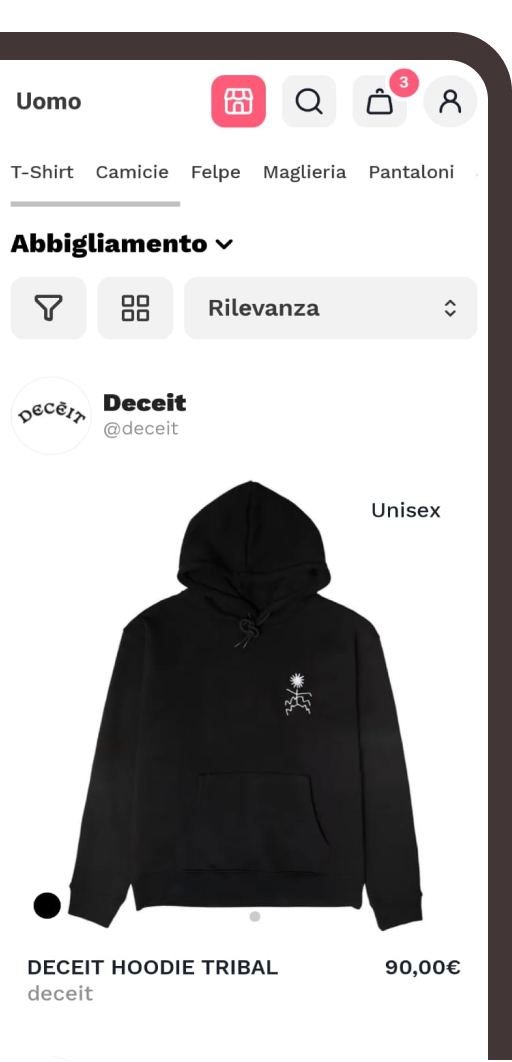 Uomo
3
T-Shirt Camicie Felpe Maglieria Pantaloni
Abbigliamento
Rilevanza
DECĒIT
Deceit
@deceit
Unisex
DECEIT HOODIE TRIBAL 90,00€
deceit